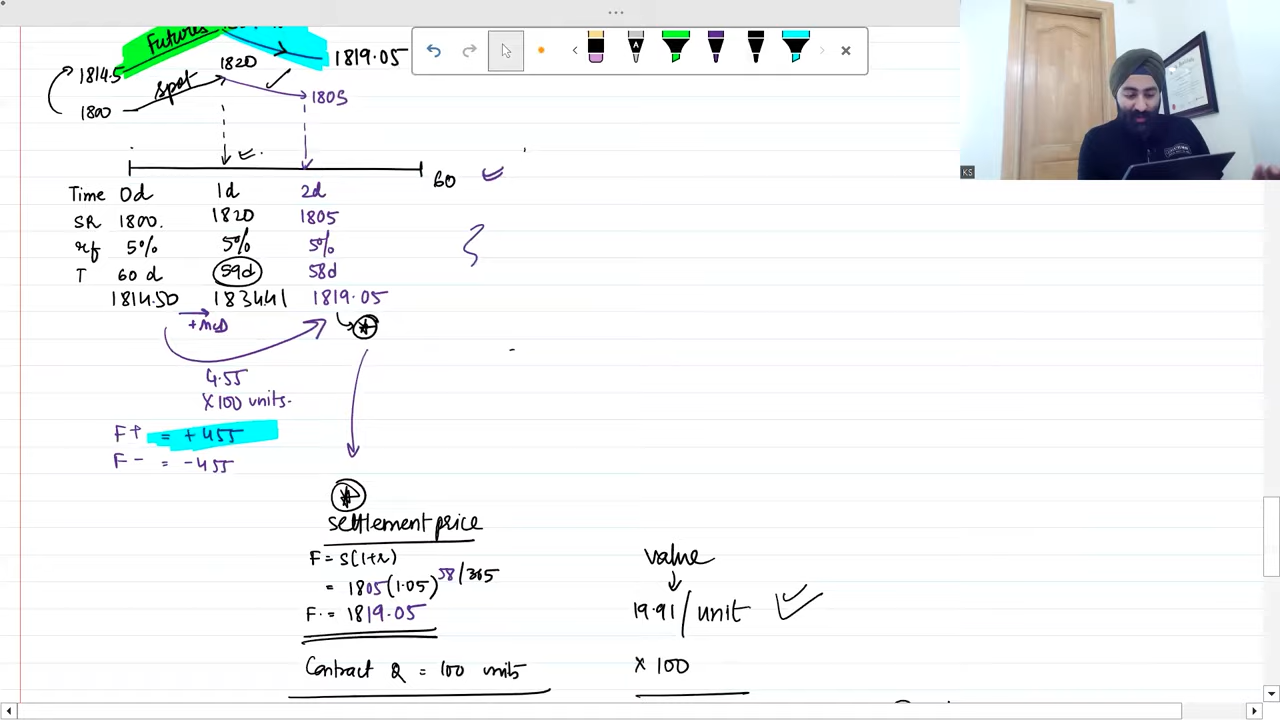 Futures
1814.5
1820
1819.05
spot
1800
1805
60
Time 0d 1d 2d
SR 1800. 1820 1805
rf 5% 5% 5%
T 60 d 59d 58d
1814.50 1834.41 1819.05
+MCD
4.55
X 100 units.
F+ = +455
F- = -455
settlement price
F = S(1+r)
= 1805(1.05)^58/365
F. = 1819.05
Contract Q = 100 units
value
19.91/unit
X 100
KS